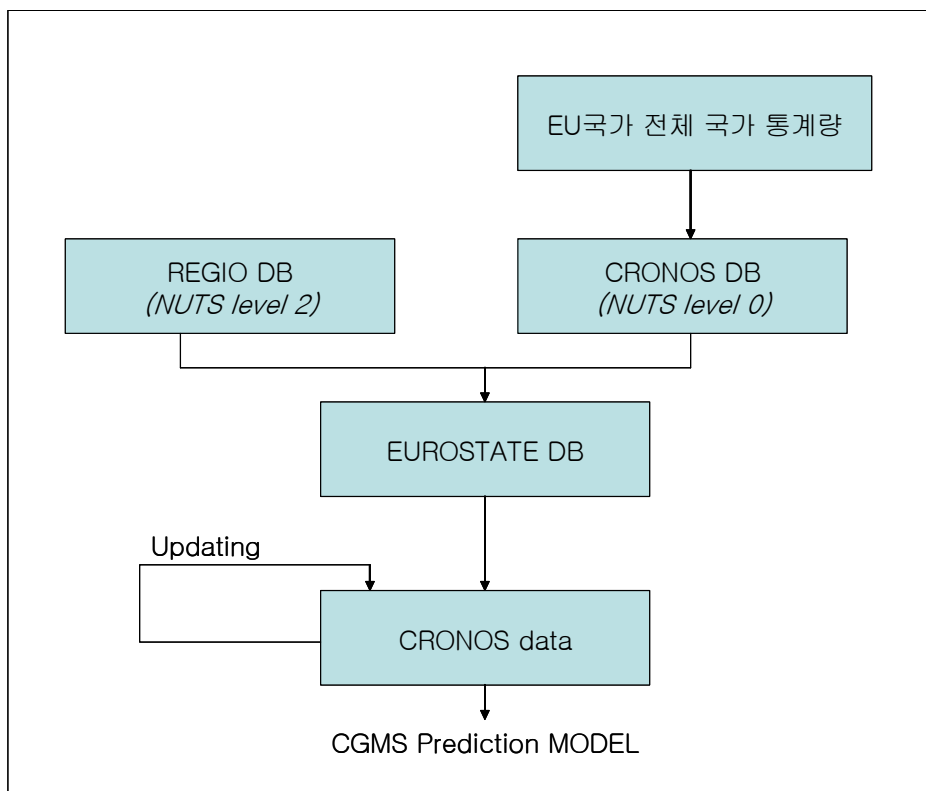 EU국가 전체 국가 통계량
REGIO DB
(NUTS level 2)
CRONOS DB
(NUTS level 0)
EUROSTATE DB
Updating
CRONOS data
CGMS Prediction MODEL